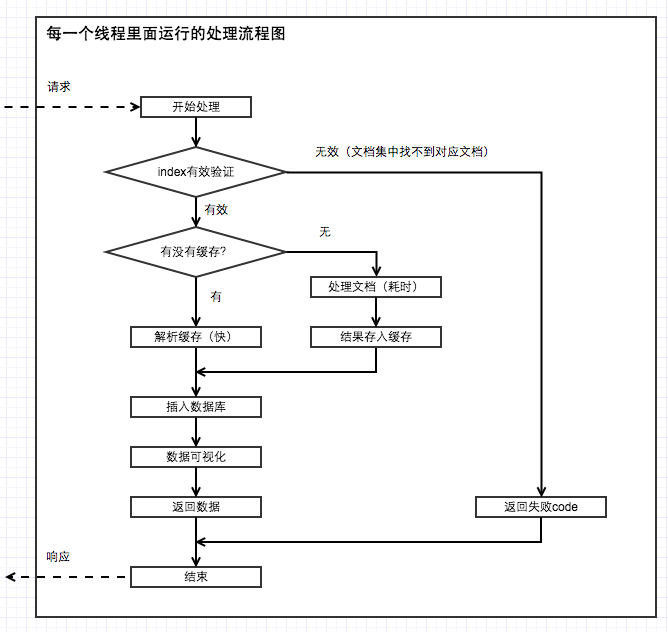 每一个线程里面运行的处理流程图
请求
开始处理
无效（文档集中找不到对应文档）
index有效验证
有效
无
有没有缓存?
处理文档（耗时）
有
解析缓存（快）
结果存入缓存
插入数据库
数据可视化
返回数据
返回失败code
响应
结束